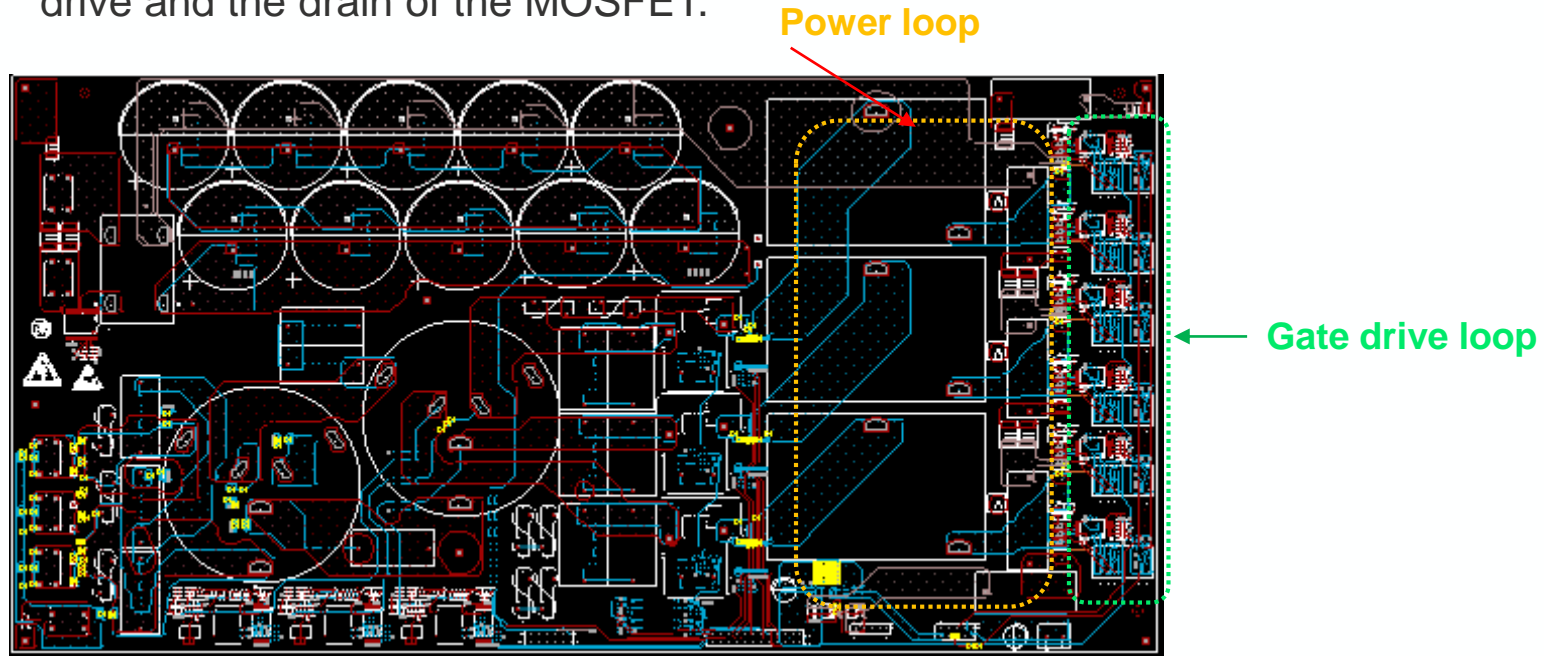 drive and the drain of the MOSFET.
Power loop
Gate drive loop